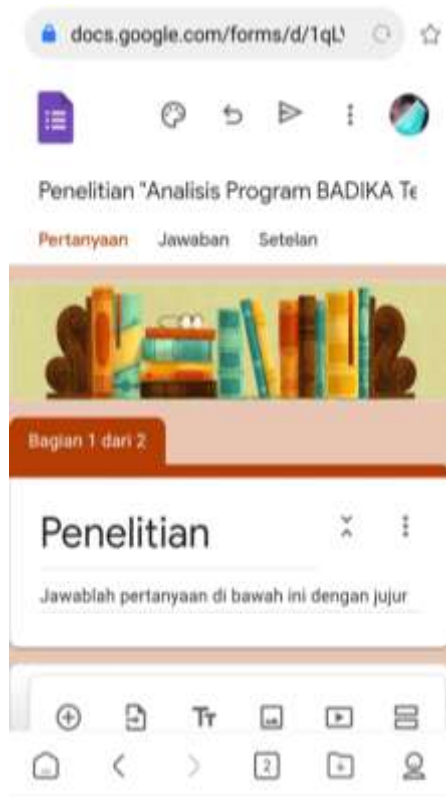 docs.google.com/forms/d/1qL
Penelitian "Analisis Program BADIKA Te
Pertanyaan Jawaban Setelan
Bagian 1 dari 2
Penelitian
Jawablah pertanyaan di bawah ini dengan jujur
Tт
2